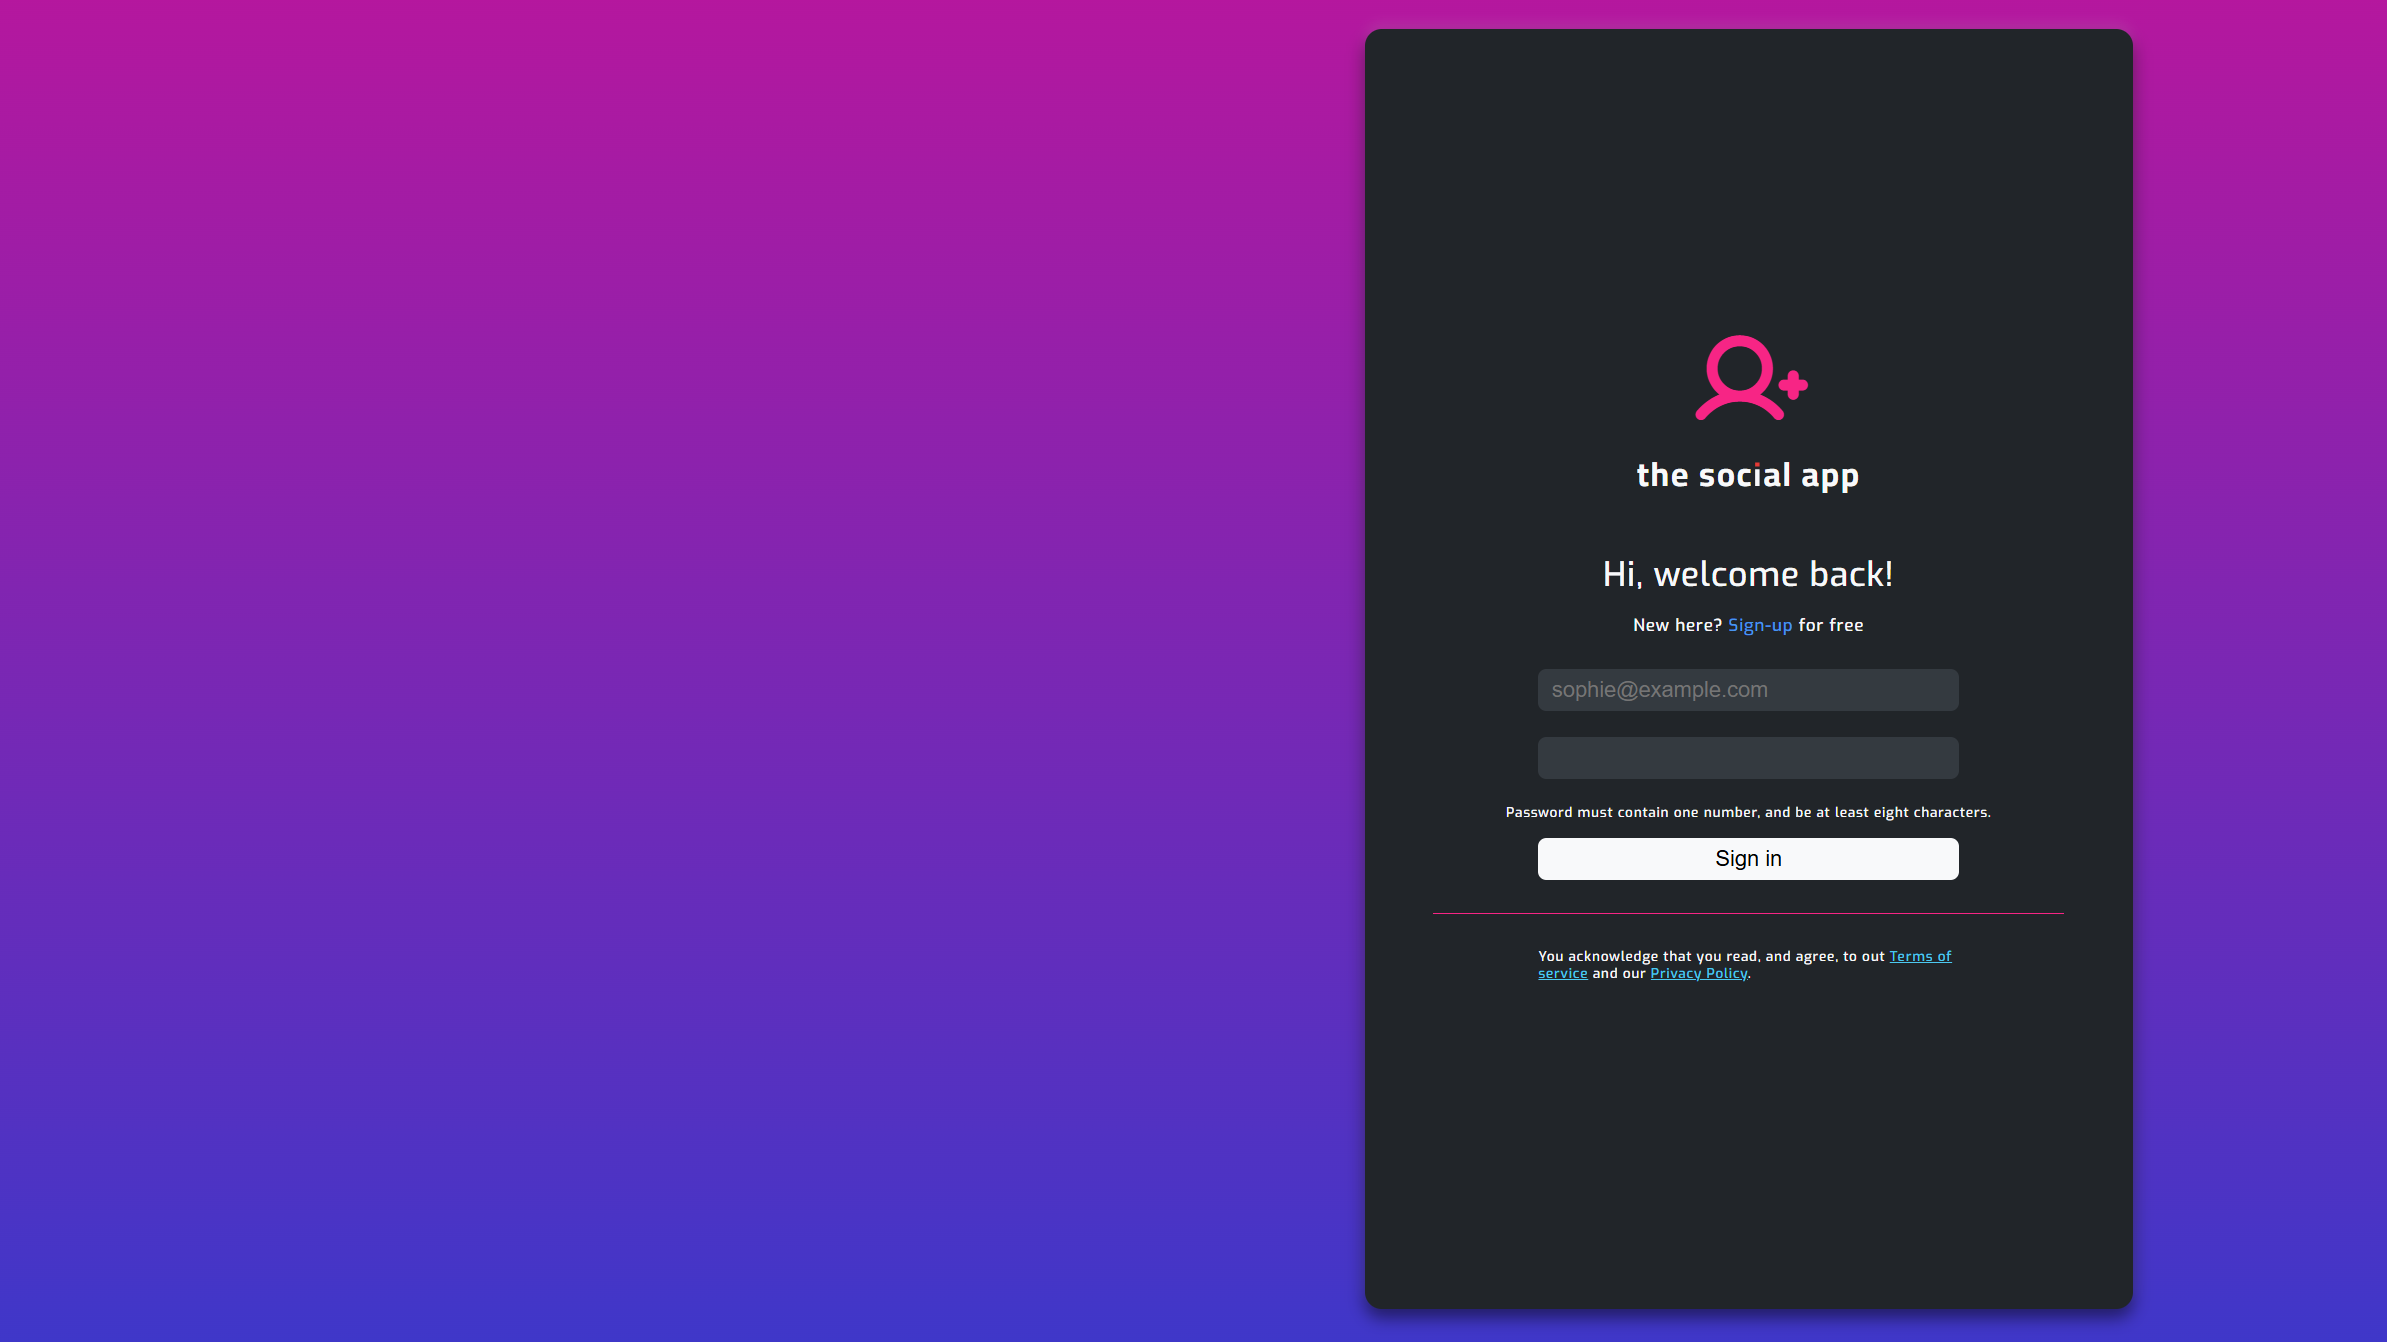 the social app
Hi, welcome back!
New here? Sign-up for free
sophie@example.com
Password must contain one number, and be at least eight characters.
Sign in
You acknowledge that you read, and agree, to out Terms of
service and our Privacy Policy.